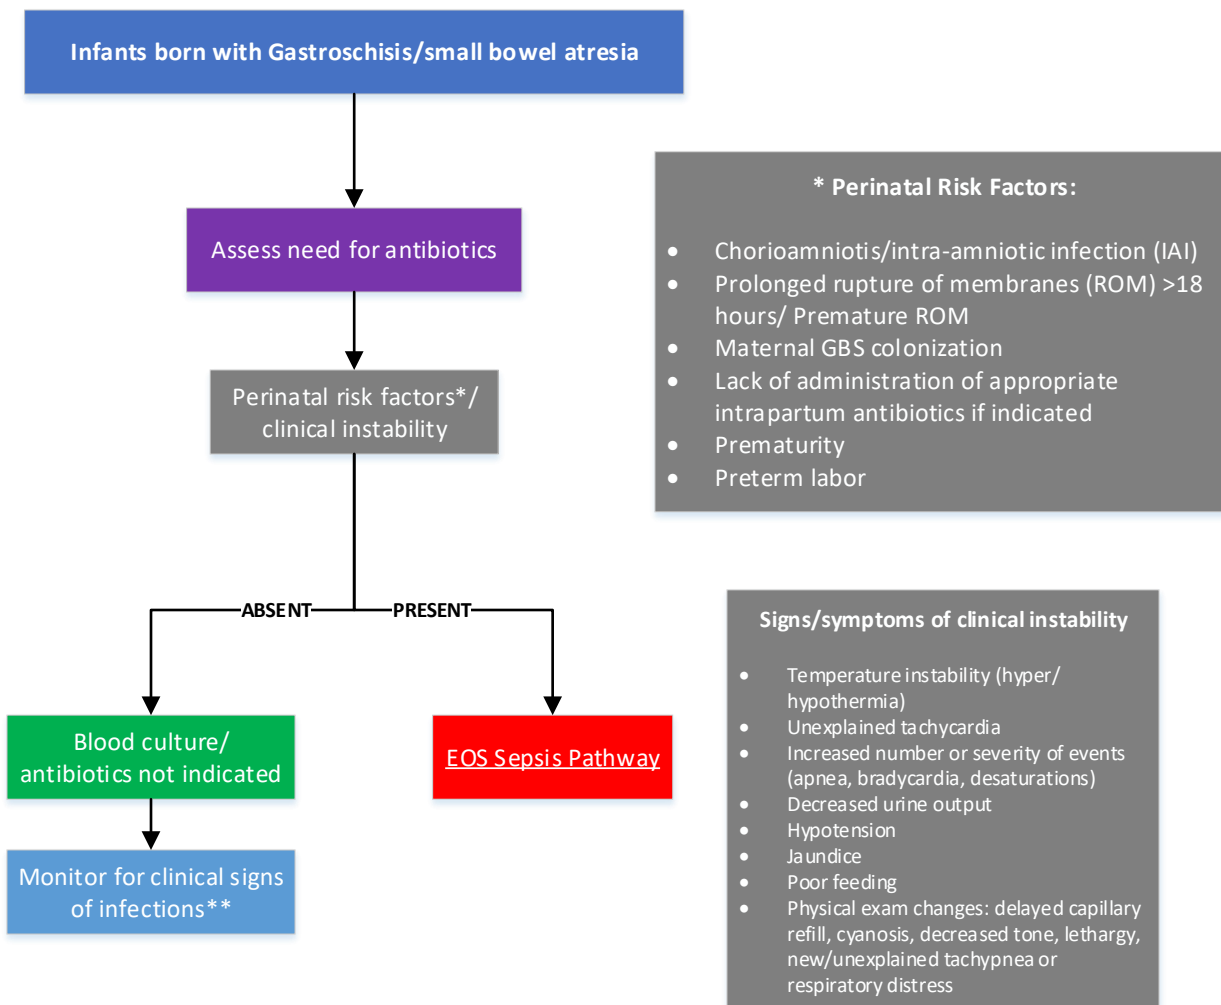 Infants born with Gastroschisis/small bowel atresia
Assess need for antibiotics
Perinatal risk factors*/
clinical instability
ABSENT
PRESENT
Blood culture/
antibiotics not indicated
EOS Sepsis Pathway
Monitor for clinical signs
of infections**
* Perinatal Risk Factors:
• Chorioamniotis/intra-amniotic infection (IAI)
• Prolonged rupture of membranes (ROM) >18
hours/ Premature ROM
• Maternal GBS colonization
• Lack of administration of appropriate
intrapartum antibiotics if indicated
• Prematurity
• Preterm labor
Signs/symptoms of clinical instability
• Temperature instability (hyper/
hypothermia)
• Unexplained tachycardia
• Increased number or severity of events
(apnea, bradycardia, desaturations)
• Decreased urine output
• Hypotension
• Jaundice
• Poor feeding
• Physical exam changes: delayed capillary
refill, cyanosis, decreased tone, lethargy,
new/unexplained tachypnea or
respiratory distress